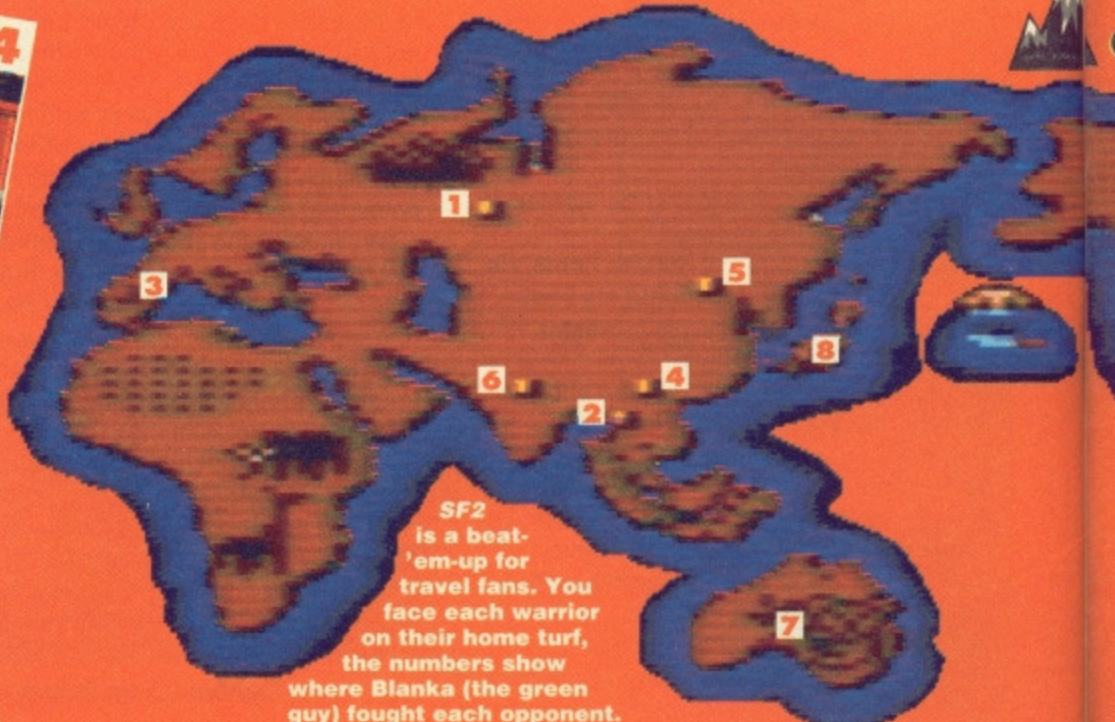 4
1
3
5
8
6
4
2
7
SF2
is a beat-
'em-up for
travel fans. You
face each warrior
on their home turf,
the numbers show
where Blanka (the green
guy) fought each opponent.